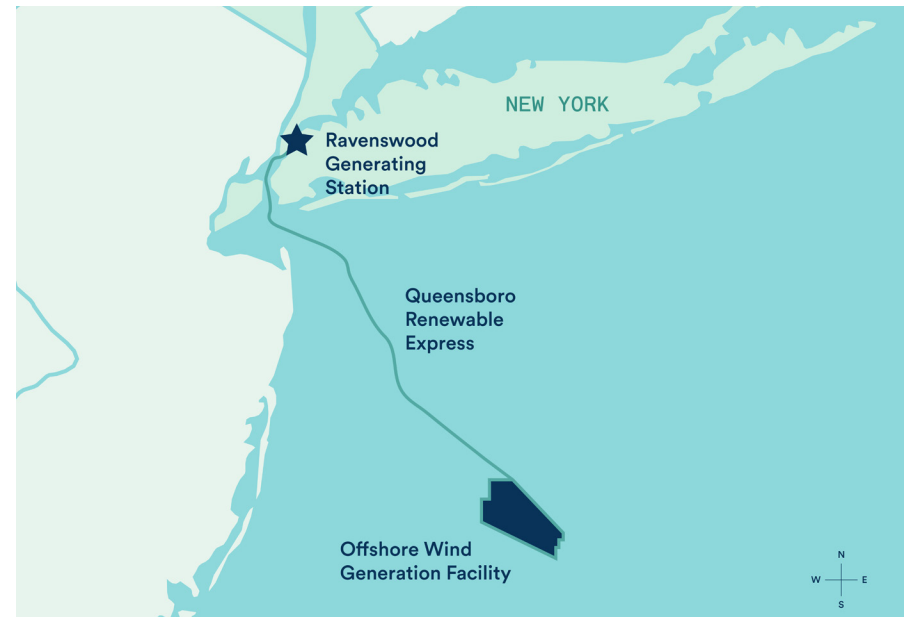 NEW YORK
Ravenswood
Generating
Station
Queensboro
Renewable
Express
Offshore Wind
Generation Facility
N
W E
S